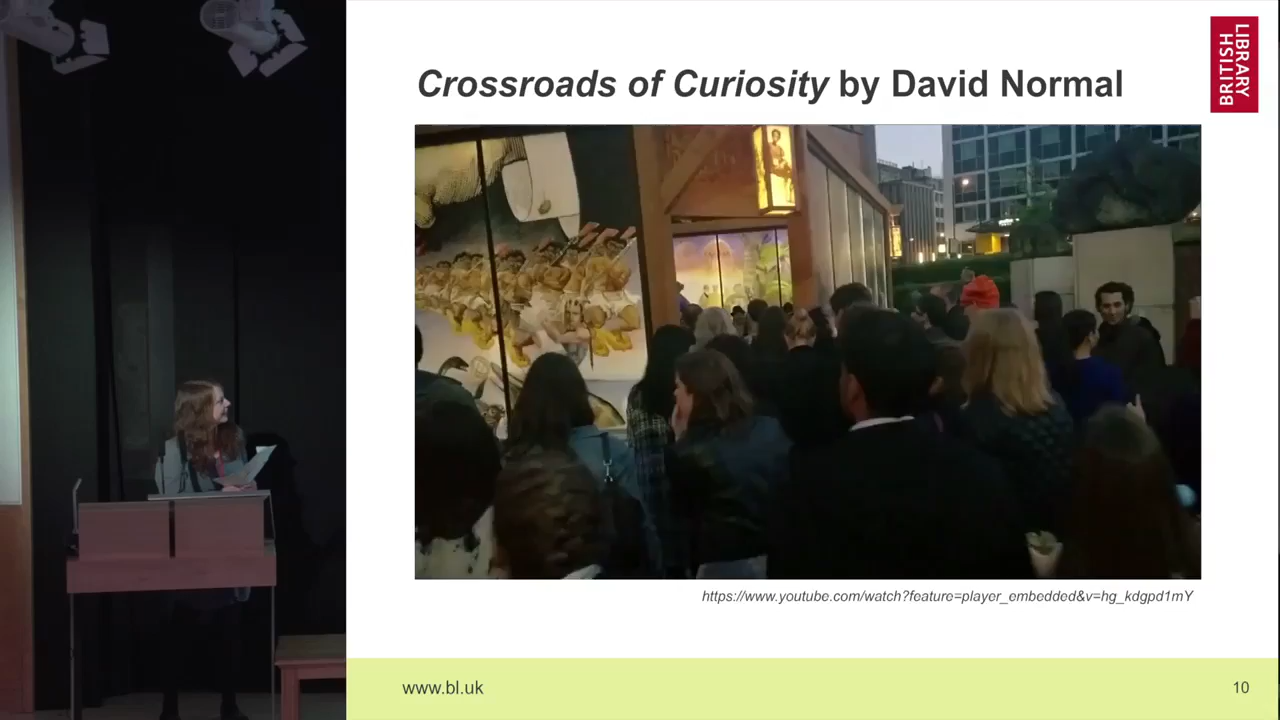 Crossroads of Curiosity by David Normal
BRITISH
LIBRARY
https://www.youtube.com/watch?feature=player_embedded&v=hg_kdgpd1mY
www.bl.uk
10